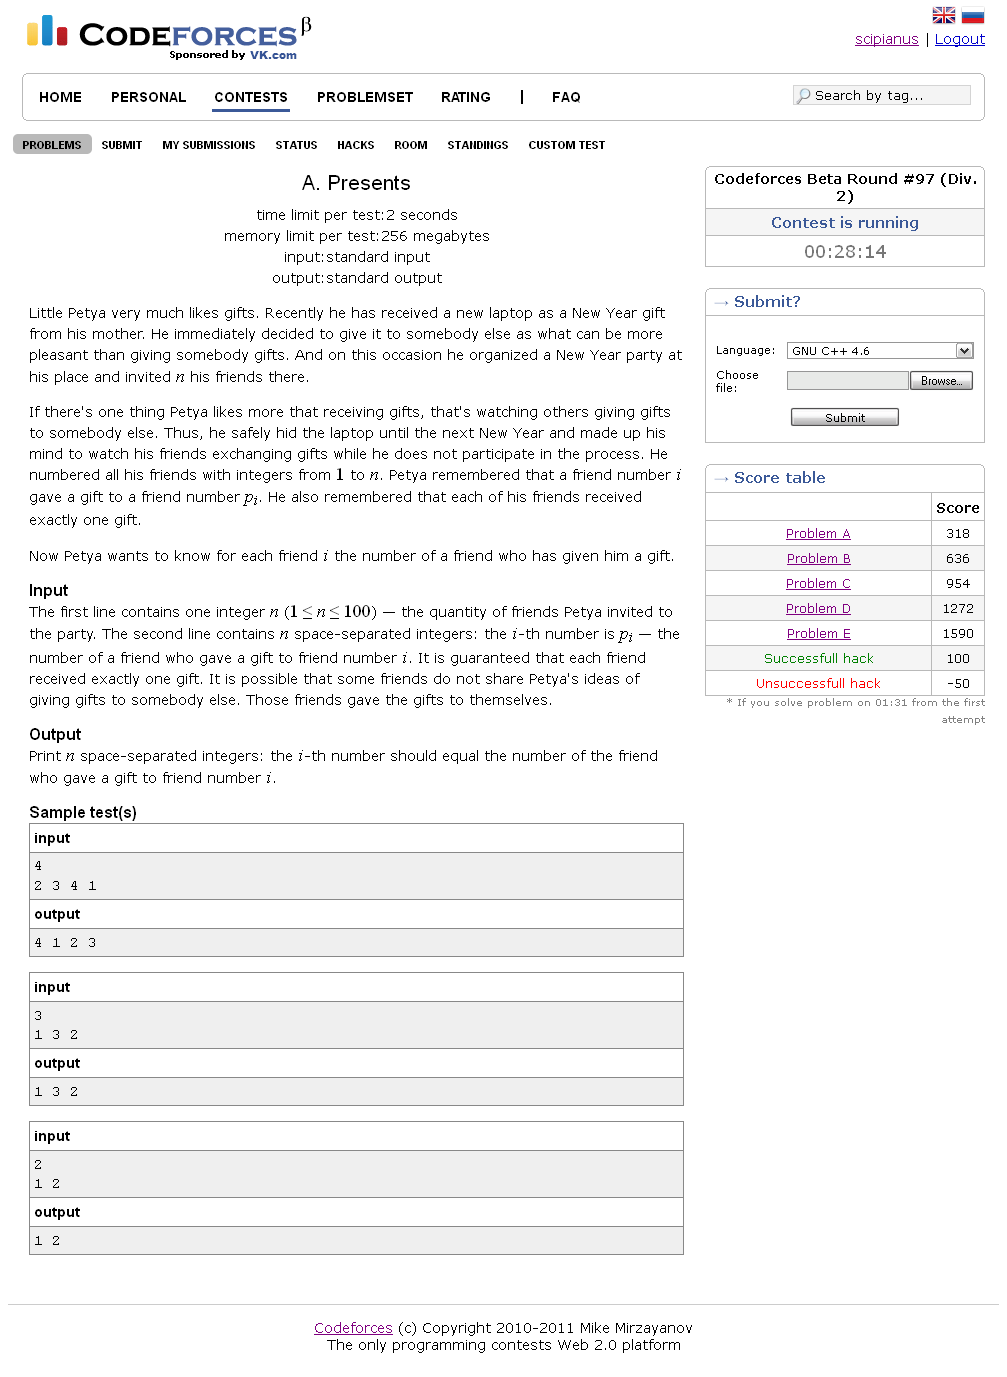 CODEFORCES β
Sponsored by VK.com
scipianus | Logout
HOME PERSONAL CONTESTS PROBLEMSET RATING | FAQ
Search by tag...
PROBLEMS SUBMIT MY SUBMISSIONS STATUS HACKS ROOM STANDINGS CUSTOM TEST
A. Presents
time limit per test:2 seconds
memory limit per test:256 megabytes
input:standard input
output:standard output
Little Petya very much likes gifts. Recently he has received a new laptop as a New Year gift
from his mother. He immediately decided to give it to somebody else as what can be more
pleasant than giving somebody gifts. And on this occasion he organized a New Year party at
his place and invited n his friends there.
If there's one thing Petya likes more that receiving gifts, that's watching others giving gifts
to somebody else. Thus, he safely hid the laptop until the next New Year and made up his
mind to watch his friends exchanging gifts while he does not participate in the process. He
numbered all his friends with integers from 1 to n. Petya remembered that a friend number i
gave a gift to a friend number pi. He also remembered that each of his friends received
exactly one gift.
Now Petya wants to know for each friend i the number of a friend who has given him a gift.
Input
The first line contains one integer n (1 ≤ n ≤ 100) — the quantity of friends Petya invited to
the party. The second line contains n space-separated integers: the i-th number is pi — the
number of a friend who gave a gift to friend number i. It is guaranteed that each friend
received exactly one gift. It is possible that some friends do not share Petya's ideas of
giving gifts to somebody else. Those friends gave the gifts to themselves.
Output
Print n space-separated integers: the i-th number should equal the number of the friend
who gave a gift to friend number i.
Sample test(s)
input
4
2 3 4 1
output
4 1 2 3
input
3
1 3 2
output
1 3 2
input
2
1 2
output
1 2
Codeforces Beta Round #97 (Div.
2)
Contest is running
00:28:14
→ Submit?
Language: GNU C++ 4.6
Choose
file: Browse...
Submit
→ Score table
Score
Problem A 318
Problem B 636
Problem C 954
Problem D 1272
Problem E 1590
Successfull hack 100
Unsuccessfull hack -50
* If you solve problem on 01:31 from the first
attempt
Codeforces (c) Copyright 2010-2011 Mike Mirzayanov
The only programming contests Web 2.0 platform